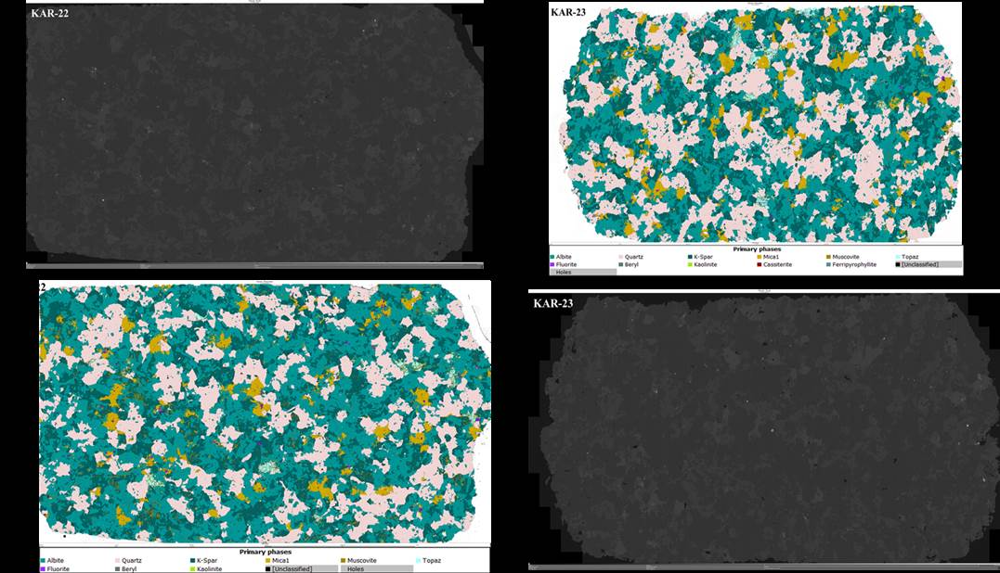 KAR-22
KAR-23
Primary phases
Albite Quartz K-Spar Mica1 Muscovite Topaz
Fluorite Beryl Kaolinite Cassiterite Ferripyrophyllite [Unclassified]
Holes
2
KAR-23
Primary phases
Albite Quartz K-Spar Mica1 Muscovite Topaz
Fluorite Beryl Kaolinite [Unclassified] Holes